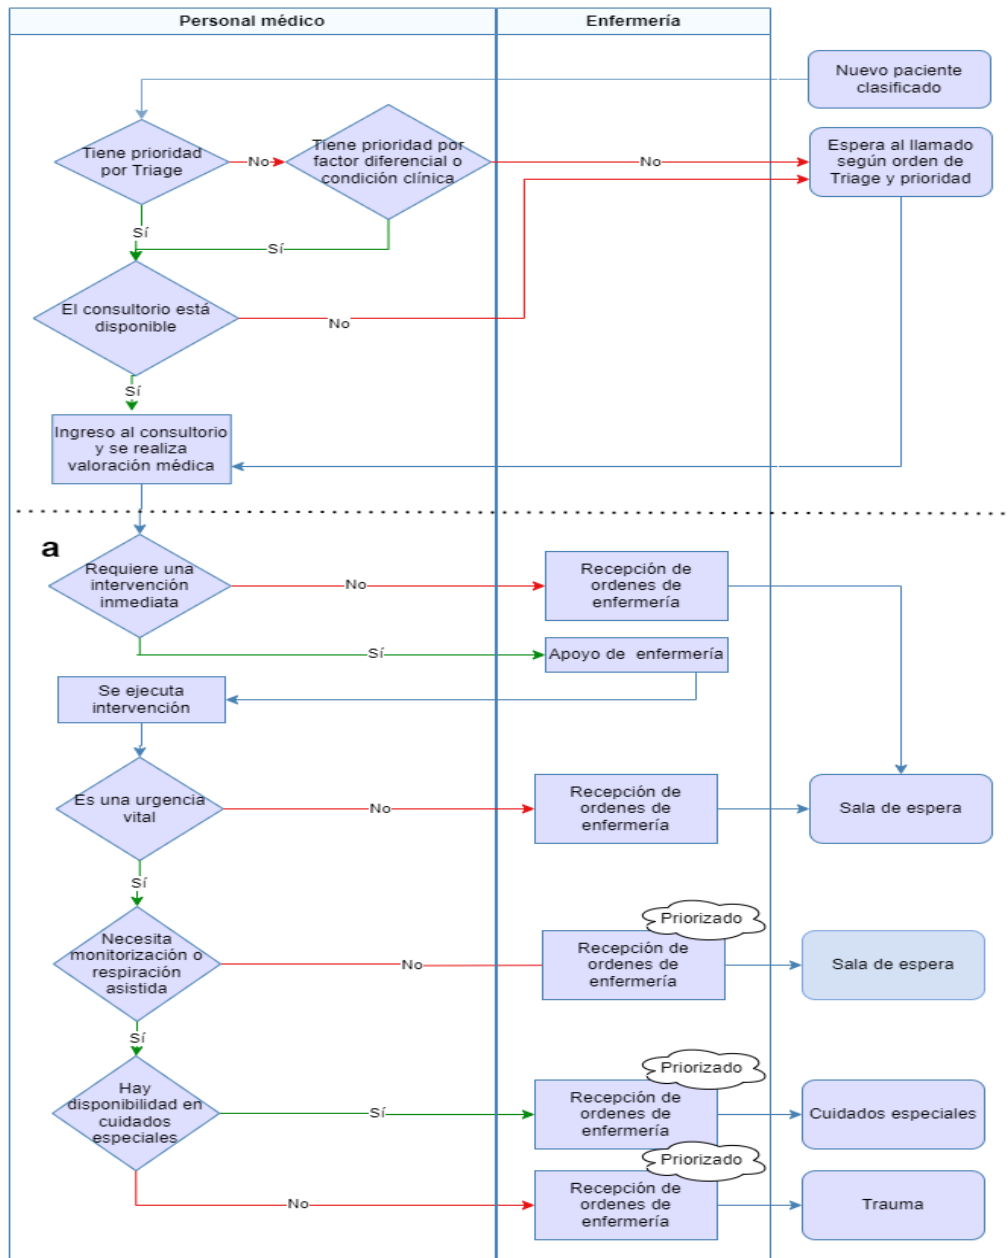 Personal médico
Enfermería
Nuevo paciente
clasificado
Tiene prioridad
por Triage
No
Tiene prioridad por
factor diferencial o
condición clínica
No
Espera al llamado
según orden de
Triage y prioridad
Sí
Sí
El consultorio está
disponible
No
Sí
Ingreso al consultorio
y se realiza
valoración médica
a
Requiere una
intervención
inmediata
No
Recepción de
ordenes de
enfermería
Sí
Apoyo de enfermería
Se ejecuta
intervención
Es una urgencia
vital
No
Recepción de
ordenes de
enfermería
Sala de espera
Sí
Priorizado
Necesita
monitorización o
respiración
asistida
No
Recepción de
ordenes de
enfermería
Sala de espera
Sí
Priorizado
Hay
disponibilidad en
cuidados
especiales
Sí
Recepción de
ordenes de
enfermería
Cuidados especiales
Priorizado
No
Recepción de
ordenes de
enfermería
Trauma